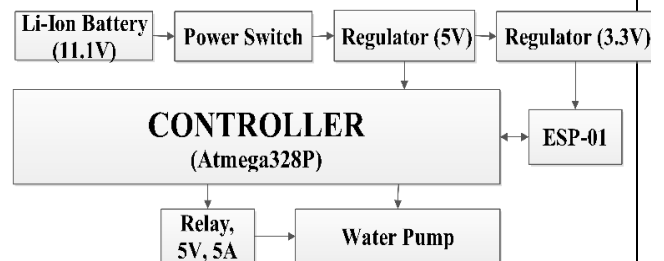 Li-Ion Battery
(11.1V)
Power Switch
Regulator (5V)
Regulator (3.3V)
CONTROLLER
(Atmega328P)
ESP-01
Relay,
5V, 5A
Water Pump